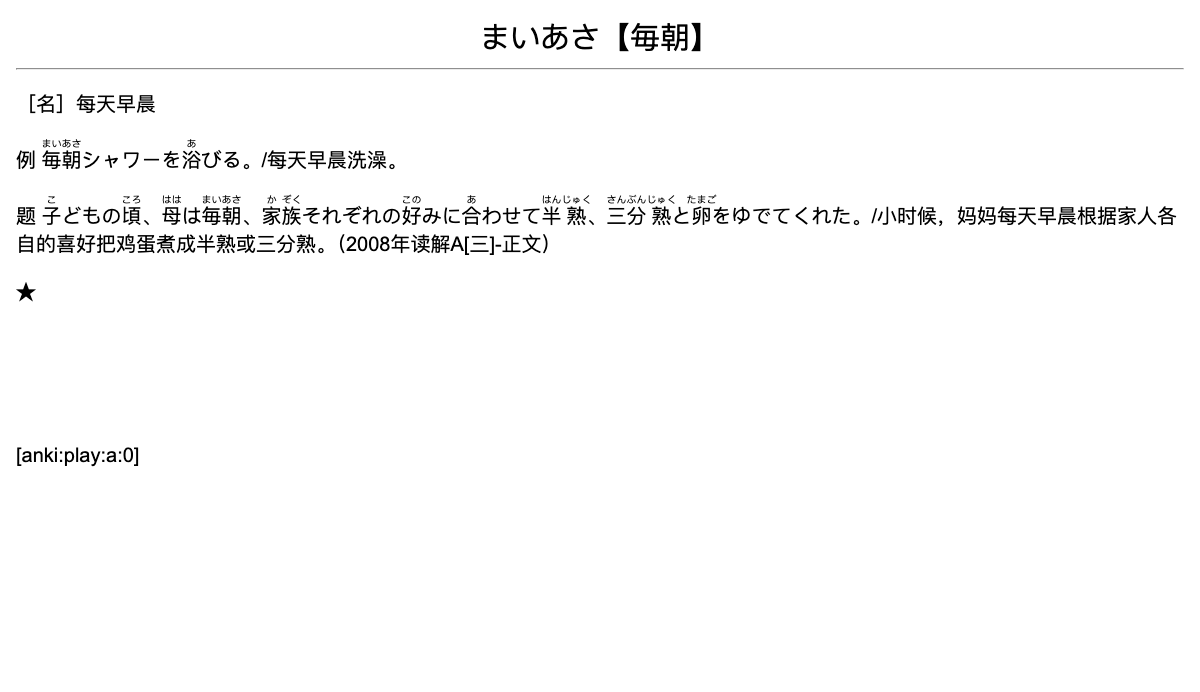 まいあさ【毎朝】
［名］每天早晨
まいあさ あ
例 毎朝シャワーを浴びる。/每天早晨洗澡。
こ ころ はは まいあさ か ぞく この あ はんじゅく さんぶんじゅく たまご
题 子どもの頃、母は毎朝、家族それぞれの好みに合わせて半熟、三分熟と卵をゆでてくれた。/小时候，妈妈每天早晨根据家人各
自的喜好把鸡蛋煮成半熟或三分熟。（2008年读解A[三]-正文）
★
[anki:play:a:0]